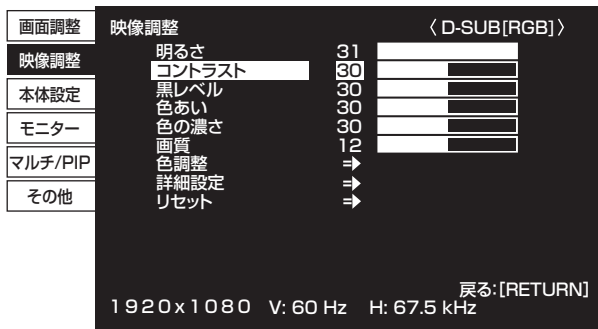 画面調整
映像調整
本体設定
モニター
マルチ/PIP
その他
映像調整 〈 D-SUB[RGB] 〉
明るさ 31
コントラスト 30
黒レベル 30
色あい 30
色の濃さ 30
画質 12
色調整
詳細設定
リセット
戻る:[RETURN]
1920x1080 V: 60 Hz H: 67.5 kHz